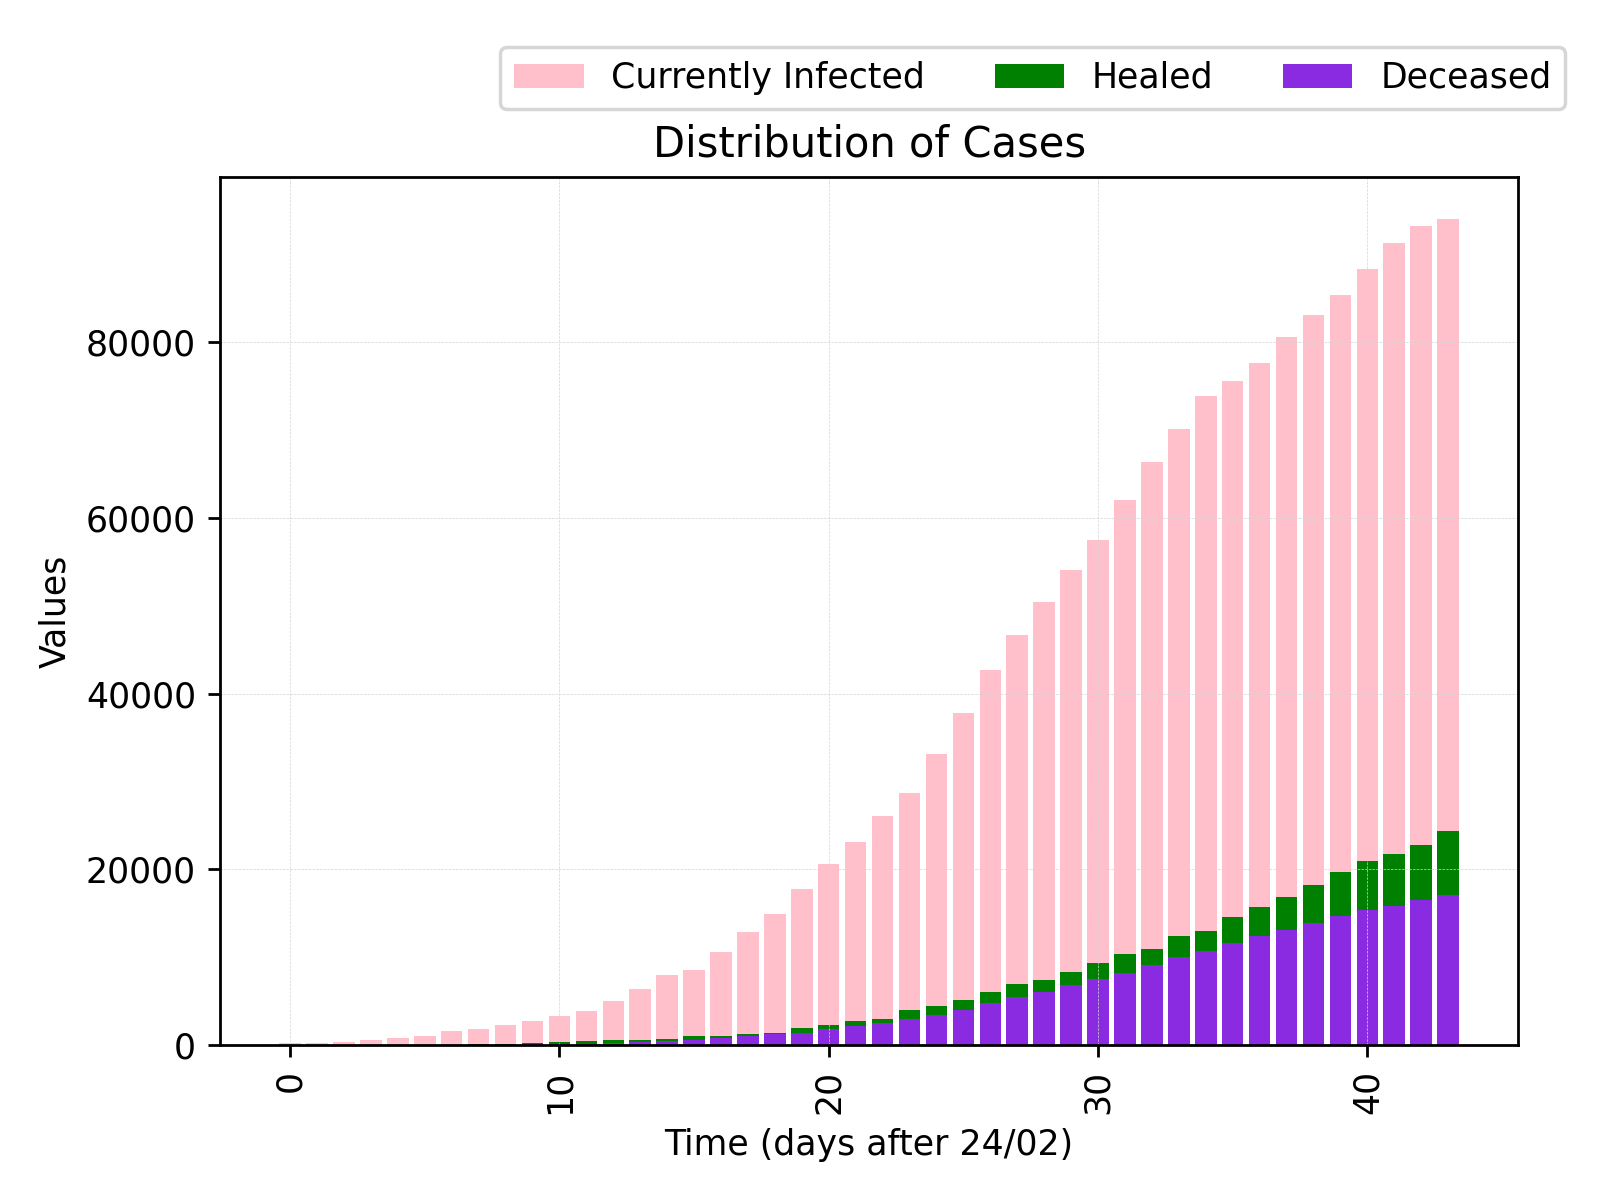 Currently Infected Healed Deceased
Distribution of Cases
Values
80000
60000
40000
20000
0
0 10 20 30 40
Time (days after 24/02)